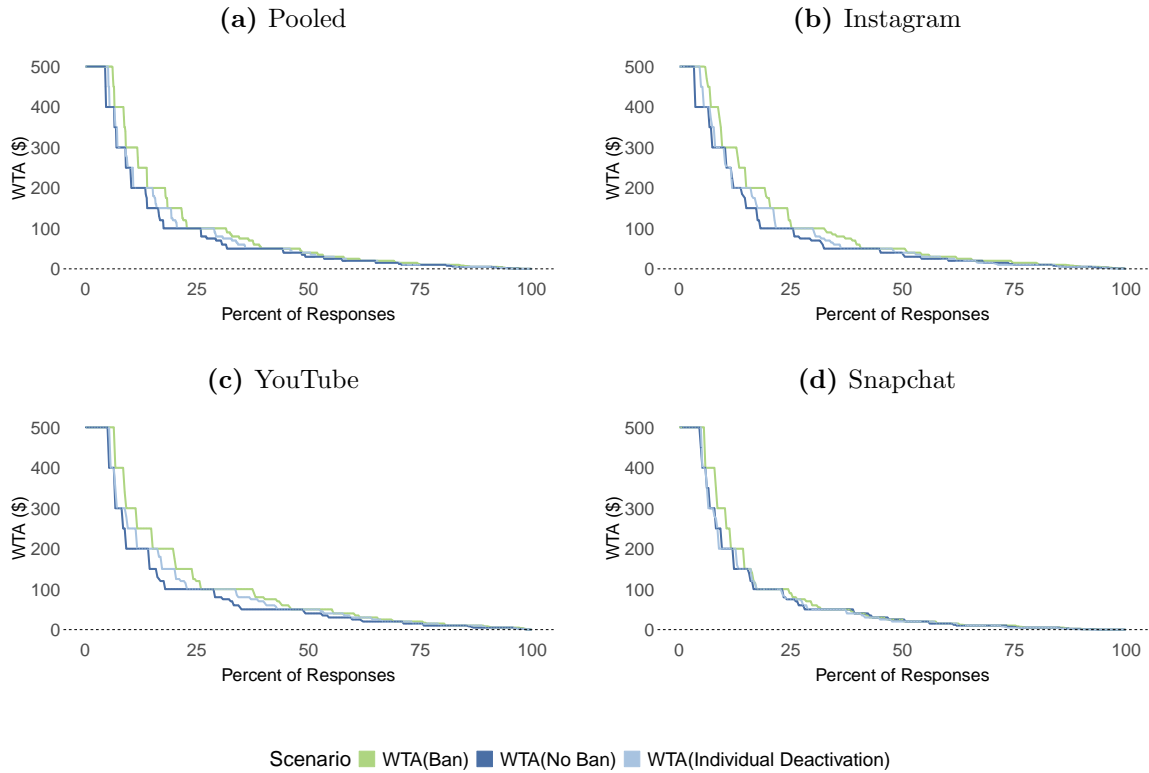 (a) Pooled
(b) Instagram
500
400
300
200
100
0
WTA ($)
0 25 50 75 100
Percent of Responses
500
400
300
200
100
0
WTA ($)
0 25 50 75 100
Percent of Responses
(c) YouTube
(d) Snapchat
500
400
300
200
100
0
WTA ($)
0 25 50 75 100
Percent of Responses
500
400
300
200
100
0
WTA ($)
0 25 50 75 100
Percent of Responses
Scenario WTA(Ban) WTA(No Ban) WTA(Individual Deactivation)